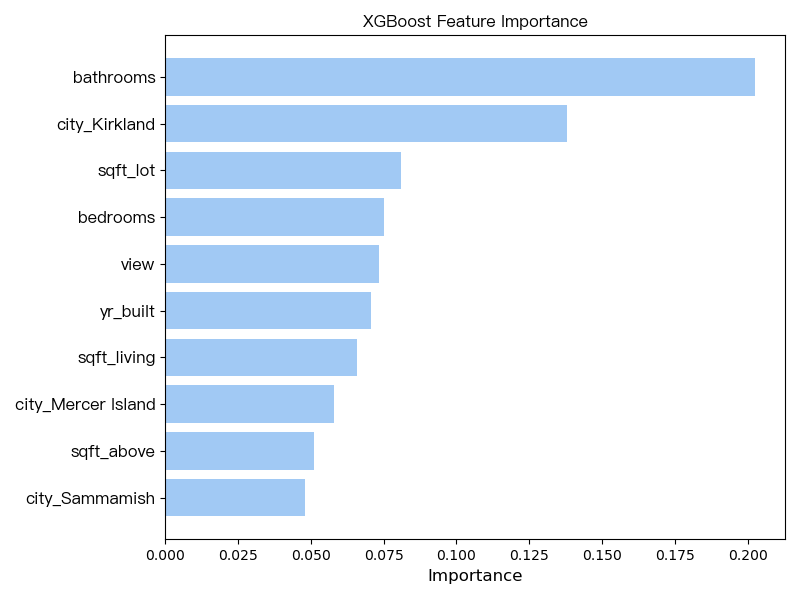 XGBoost Feature Importance
bathrooms
city_Kirkland
sqft_lot
bedrooms
view
yr_built
sqft_living
city_Mercer Island
sqft_above
city_Sammamish
0.000 0.025 0.050 0.075 0.100 0.125 0.150 0.175 0.200
Importance